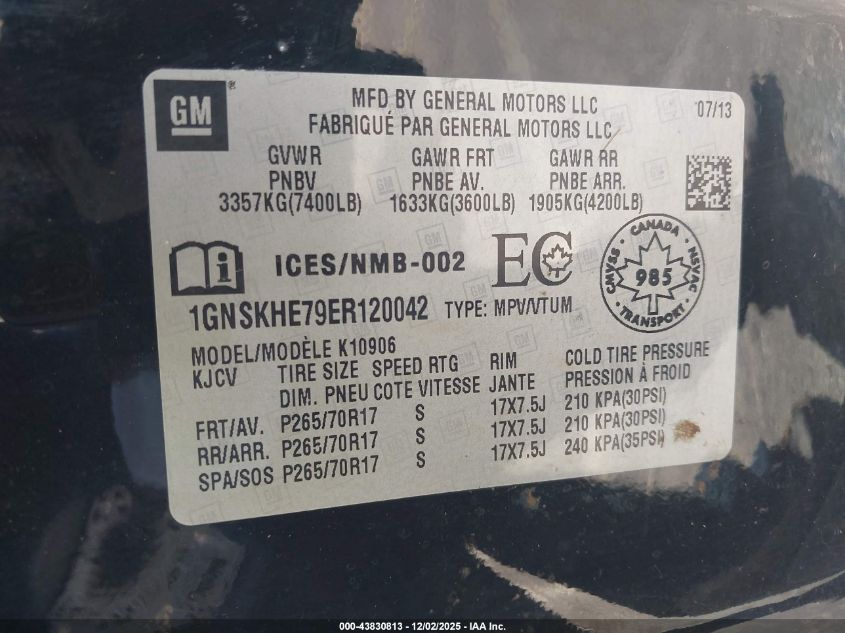 GM ®
MFD BY GENERAL MOTORS LLC 07/13
FABRIQUÉ PAR GENERAL MOTORS LLC
GVWR GAWR FRT GAWR RR
PNBV PNBE AV. PNBE ARR.
3357KG(7400LB) 1633KG(3600LB) 1905KG(4200LB)
i ICES/NMB-002 EC
CANADA
CMVSS 985 NSVAC
TRANSPORT
1GNSKHE79ER120042 TYPE: MPV/VTUM
MODEL/MODÈLE K10906
KJCV TIRE SIZE SPEED RTG RIM COLD TIRE PRESSURE
DIM. PNEU COTE VITESSE JANTE PRESSION À FROID
FRT/AV. P265/70R17 S 17X7.5J 210 KPA(30PSI)
RR/ARR. P265/70R17 S 17X7.5J 210 KPA(30PSI)
SPA/SOS P265/70R17 S 17X7.5J 240 KPA(35PSI)
000-43830813 - 12/02/2025 - IAA Inc.